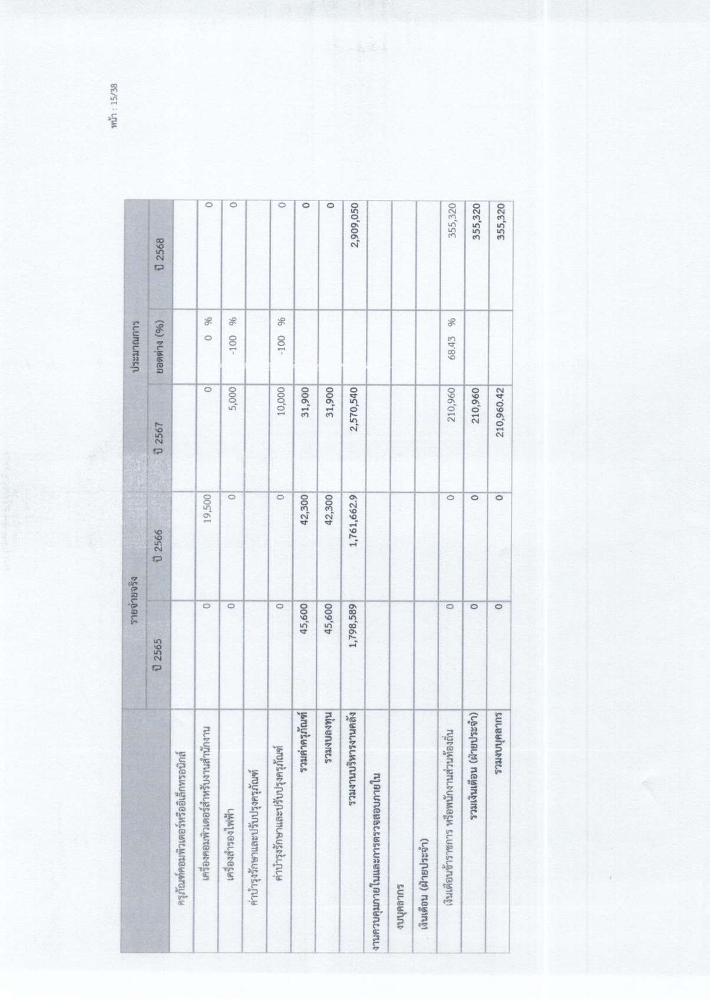 หน้า : 15/38
รายจ่ายจริง ประมาณการ
ปี 2565 ปี 2566 ปี 2567 ยอดต่าง (%) ปี 2568
ครุภัณฑ์คอมพิวเตอร์หรืออิเล็กทรอนิกส์
เครื่องคอมพิวเตอร์สำหรับงานสำนักงาน 0 19,500 0 0 % 0
เครื่องสำรองไฟฟ้า 0 0 5,000 -100 % 0
ค่าบำรุงรักษาและปรับปรุงครุภัณฑ์
ค่าบำรุงรักษาและปรับปรุงครุภัณฑ์ 0 0 10,000 -100 % 0
รวมค่าครุภัณฑ์ 45,600 42,300 31,900 0
รวมงบลงทุน 45,600 42,300 31,900 0
รวมงานบริหารงานคลัง 1,798,589 1,761,662.9 2,570,540 2,909,050
งานควบคุมภายในและการตรวจสอบภายใน
งบบุคลากร
เงินเดือน (ฝ่ายประจำ)
เงินเดือนข้าราชการ หรือพนักงานส่วนท้องถิ่น 0 0 210,960 68.43 % 355,320
รวมเงินเดือน (ฝ่ายประจำ) 0 0 210,960 355,320
รวมงบบุคลากร 0 0 210,960.42 355,320